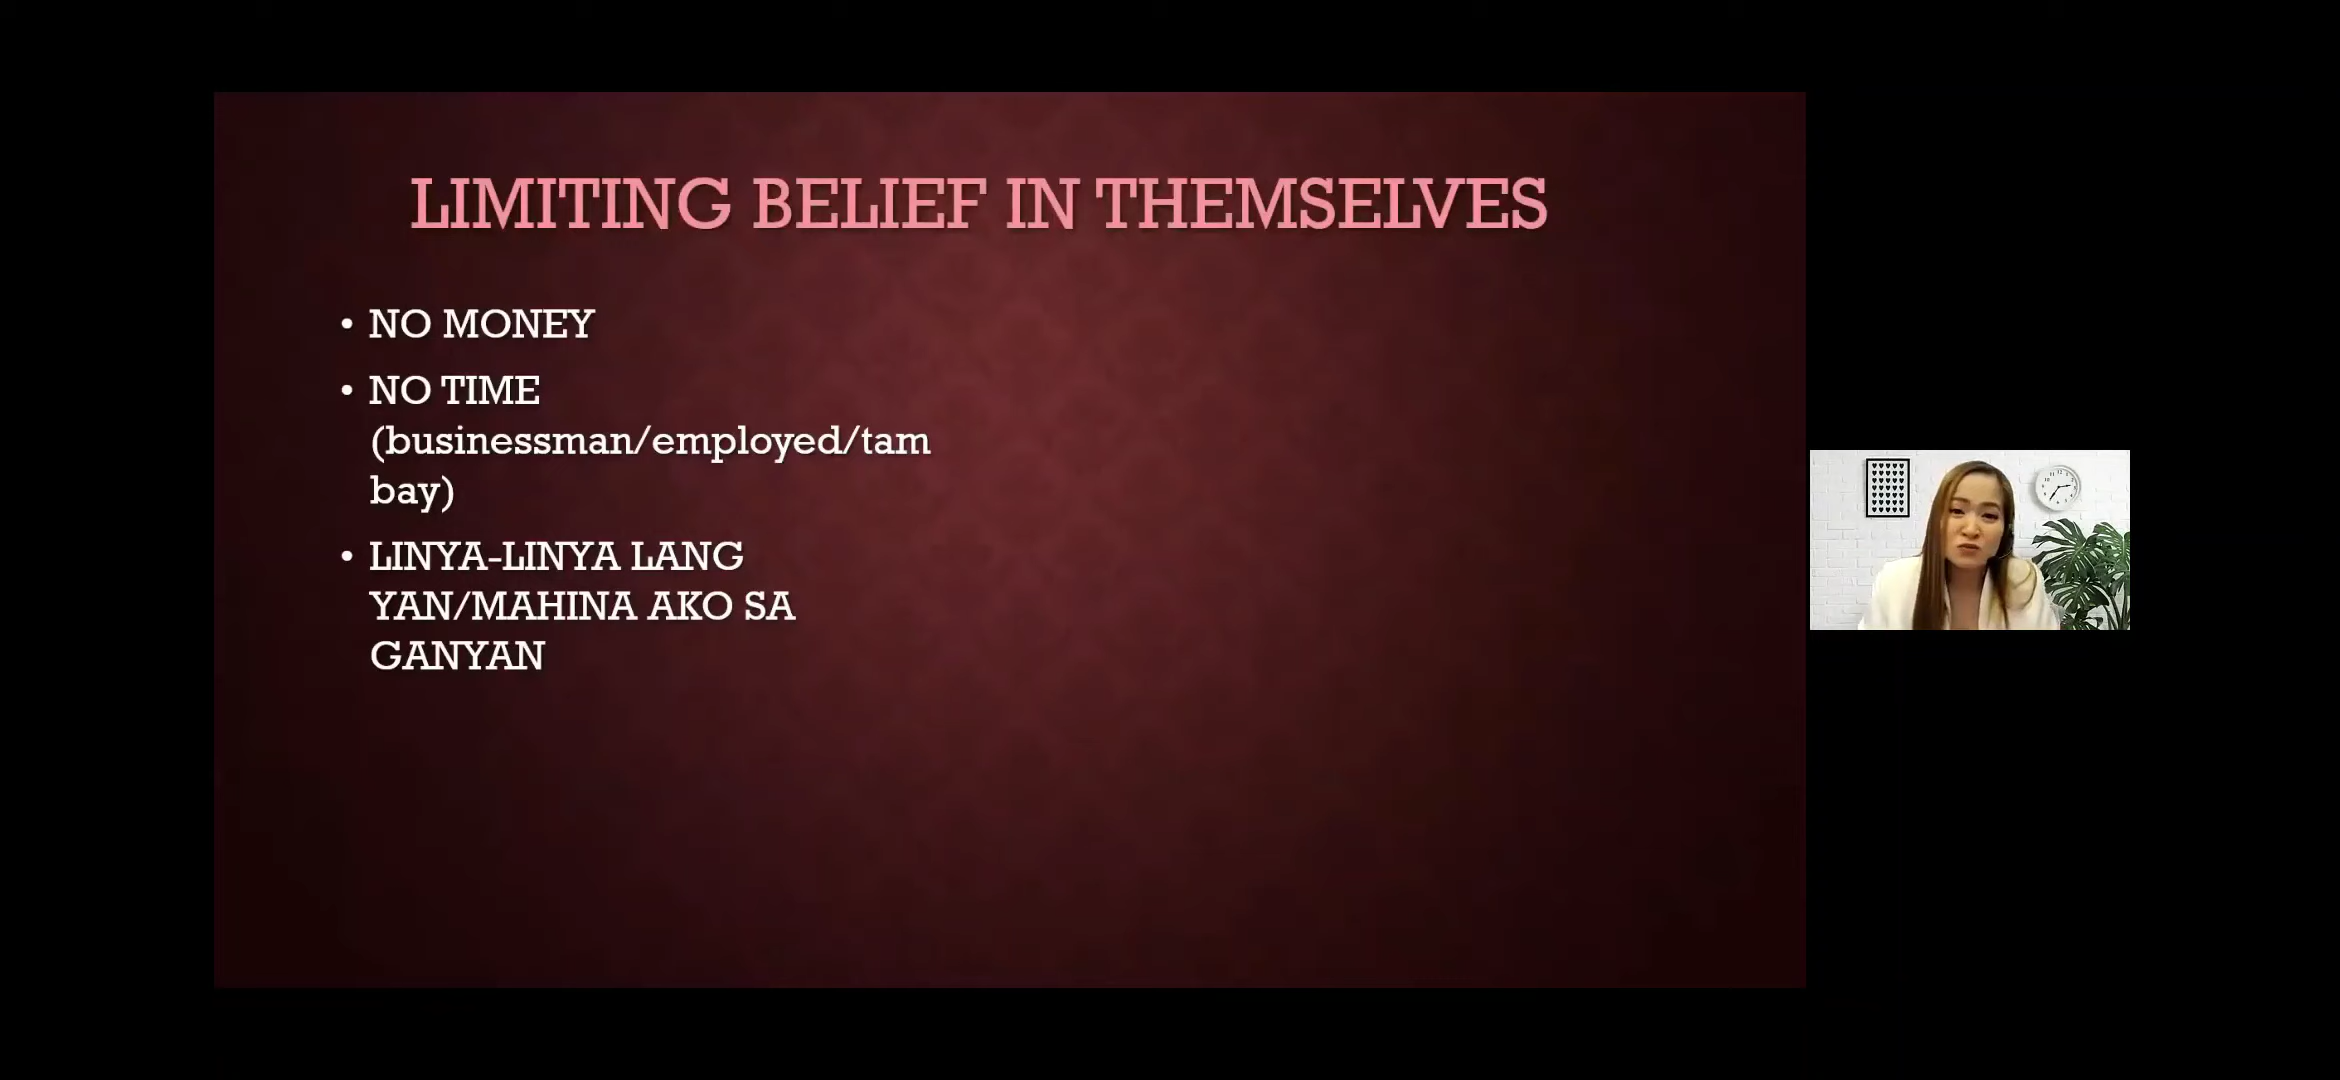 LIMITING BELIEF IN THEMSELVES
• NO MONEY
• NO TIME
(businessman/employed/tam
bay)
• LINYA-LINYA LANG
YAN/MAHINA AKO SA
GANYAN